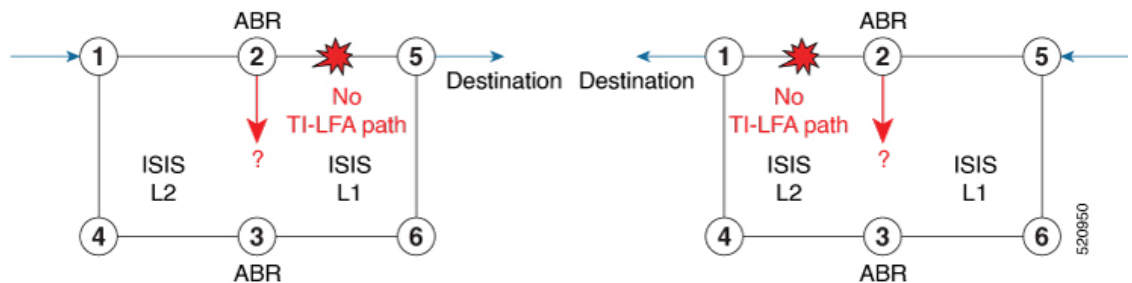 ABR
1
2
5
Destination
No
TI-LFA path
?
ISIS
L2
ISIS
L1
4
3
6
ABR
ABR
1
2
5
Destination
No
TI-LFA path
?
ISIS
L2
ISIS
L1
4
3
6
ABR
520950